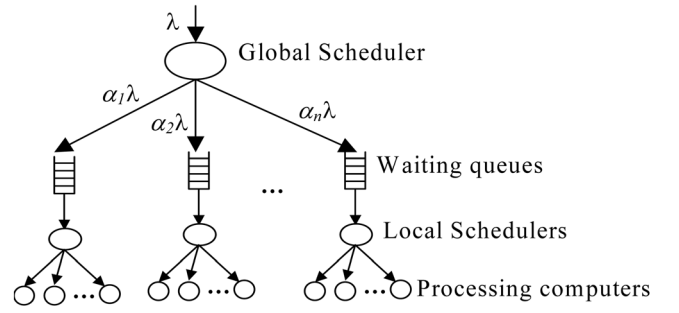 λ
Global Scheduler
α1λ
α2λ
αnλ
Waiting queues
...
Local Schedulers
... ... ... Processing computers